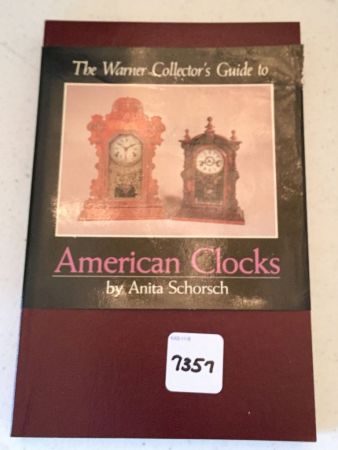 The Warner Collector's Guide to
American Clocks
by Anita Schorsch
7357